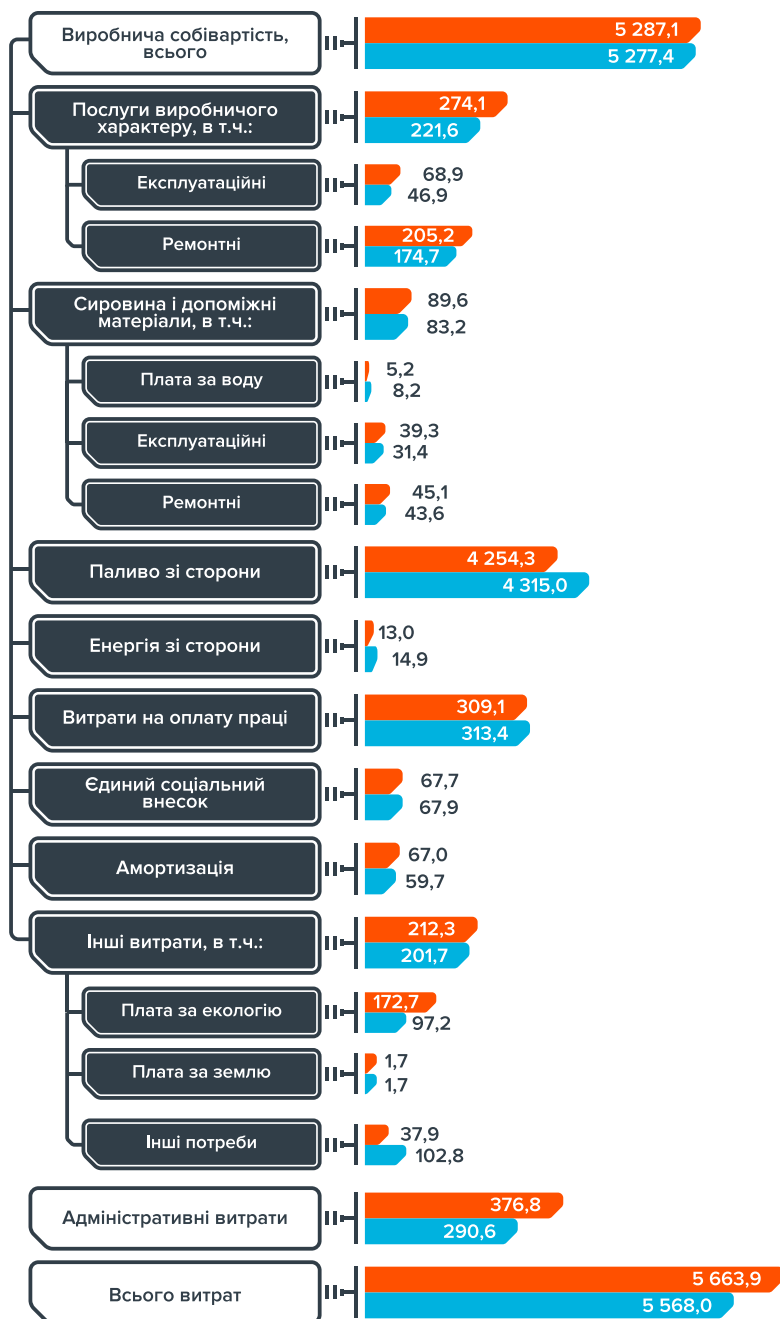 Виробнича собівартість,
всього
5 287,1
5 277,4
Послуги виробничого
характеру, в т.ч.:
274,1
221,6
Експлуатаційні
68,9
46,9
Ремонтні
205,2
174,7
Сировина і допоміжні
матеріали, в т.ч.:
89,6
83,2
Плата за воду
5,2
8,2
Експлуатаційні
39,3
31,4
Ремонтні
45,1
43,6
Паливо зі сторони
4 254,3
4 315,0
Енергія зі сторони
13,0
14,9
Витрати на оплату праці
309,1
313,4
Єдиний соціальний
внесок
67,7
67,9
Амортизація
67,0
59,7
Інші витрати, в т.ч.:
212,3
201,7
Плата за екологію
172,7
97,2
Плата за землю
1,7
1,7
Інші потреби
37,9
102,8
Адміністративні витрати
376,8
290,6
Всього витрат
5 663,9
5 568,0